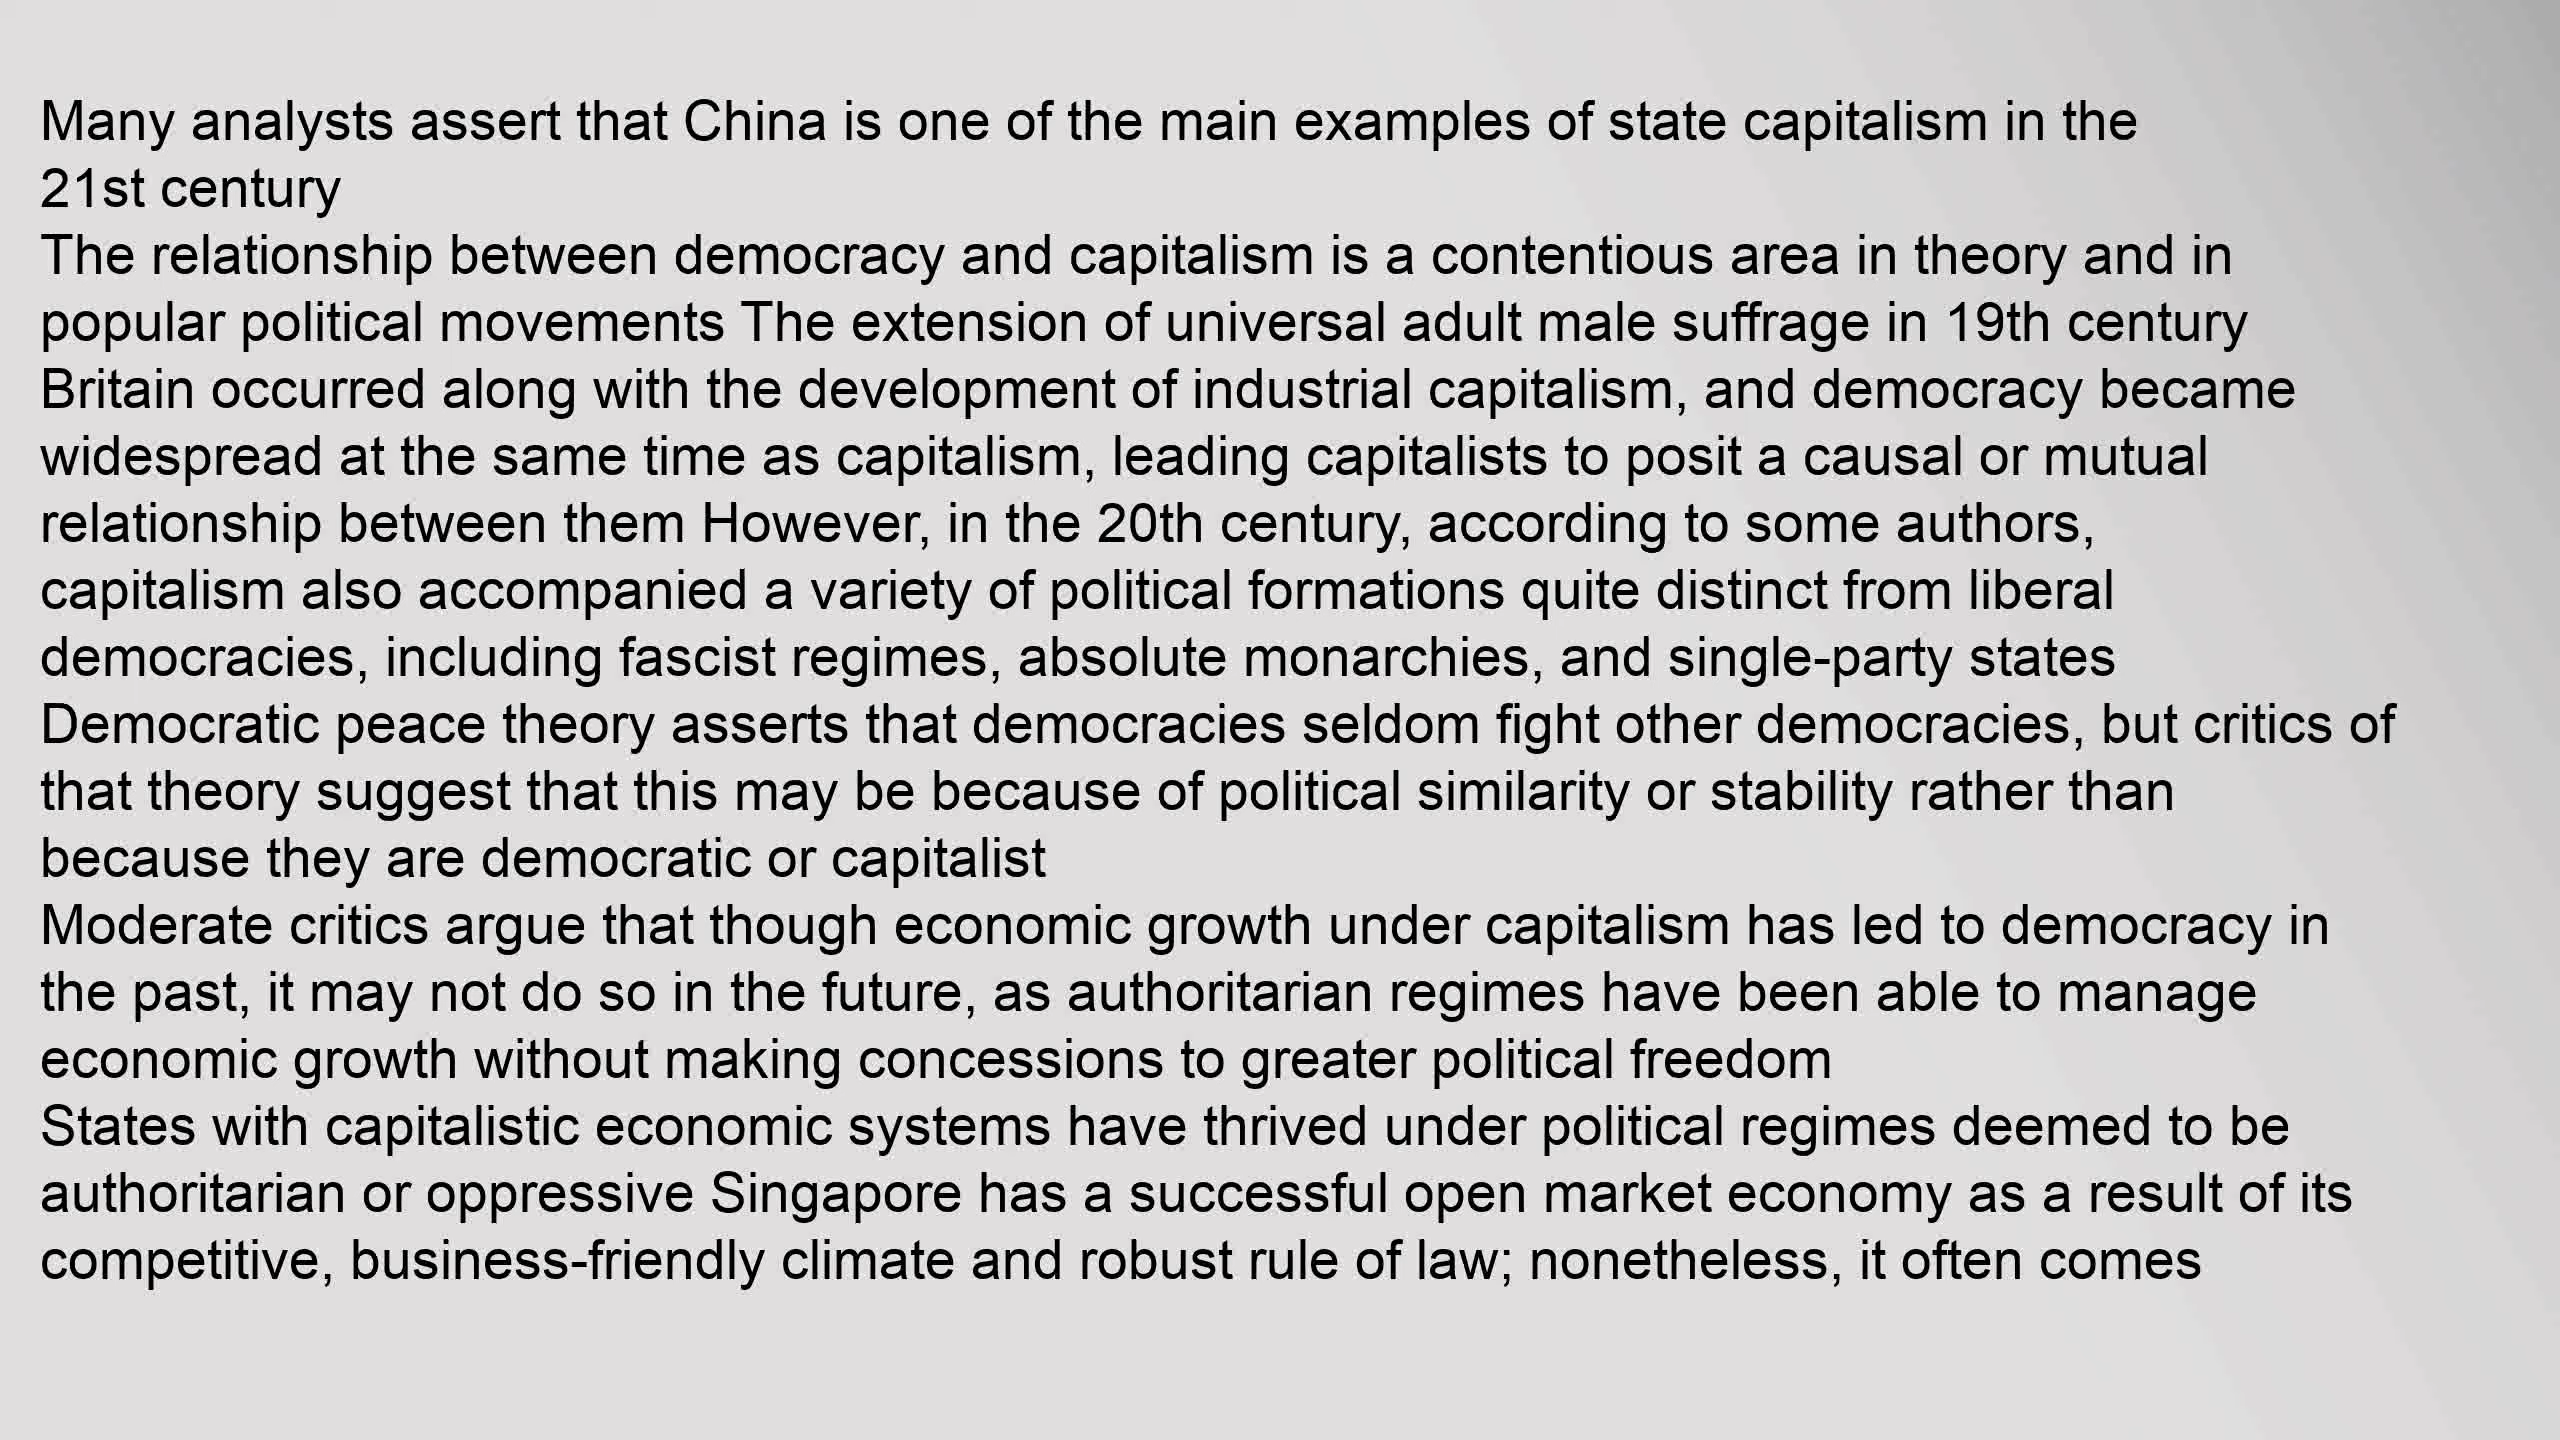 Many analysts assert that China is one of the main examples of state capitalism in the
21st century
The relationship between democracy and capitalism is a contentious area in theory and in
popular political movements The extension of universal adult male suffrage in 19th century
Britain occurred along with the development of industrial capitalism, and democracy became
widespread at the same time as capitalism, leading capitalists to posit a causal or mutual
relationship between them However, in the 20th century, according to some authors,
capitalism also accompanied a variety of political formations quite distinct from liberal
democracies, including fascist regimes, absolute monarchies, and single-party states
Democratic peace theory asserts that democracies seldom fight other democracies, but critics of
that theory suggest that this may be because of political similarity or stability rather than
because they are democratic or capitalist
Moderate critics argue that though economic growth under capitalism has led to democracy in
the past, it may not do so in the future, as authoritarian regimes have been able to manage
economic growth without making concessions to greater political freedom
States with capitalistic economic systems have thrived under political regimes deemed to be
authoritarian or oppressive Singapore has a successful open market economy as a result of its
competitive, business-friendly climate and robust rule of law; nonetheless, it often comes